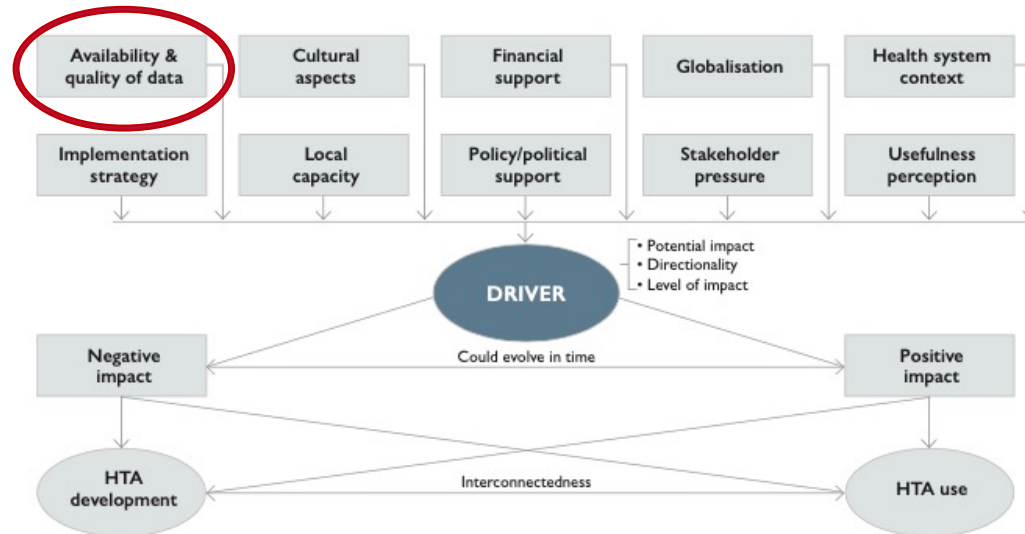 Availability &
quality of data
Cultural
aspects
Financial
support
Globalisation
Health system
context
Implementation
strategy
Local
capacity
Policy/political
support
Stakeholder
pressure
Usefulness
perception
DRIVER
• Potential impact
• Directionality
• Level of impact
Negative
impact
Could evolve in time
Positive
impact
HTA
development
Interconnectedness
HTA use